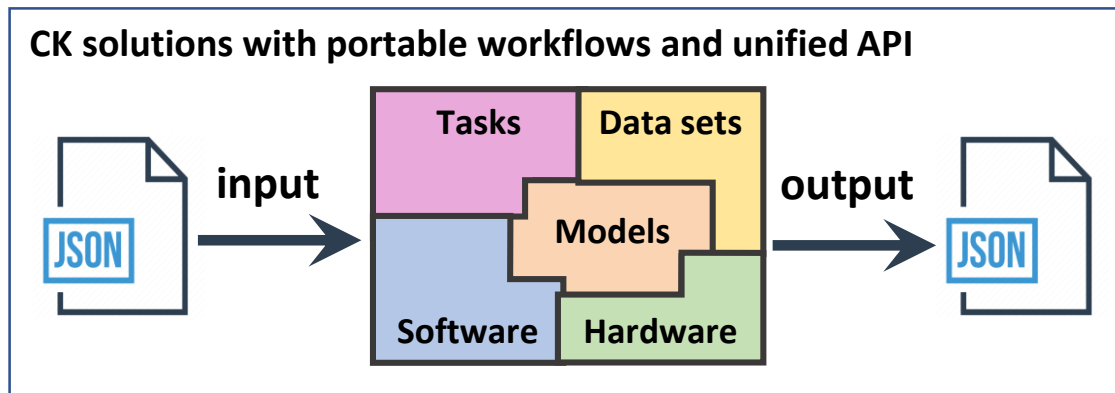 CK solutions with portable workflows and unified API
JSON
input
Tasks
Data sets
Models
Software
Hardware
output
JSON